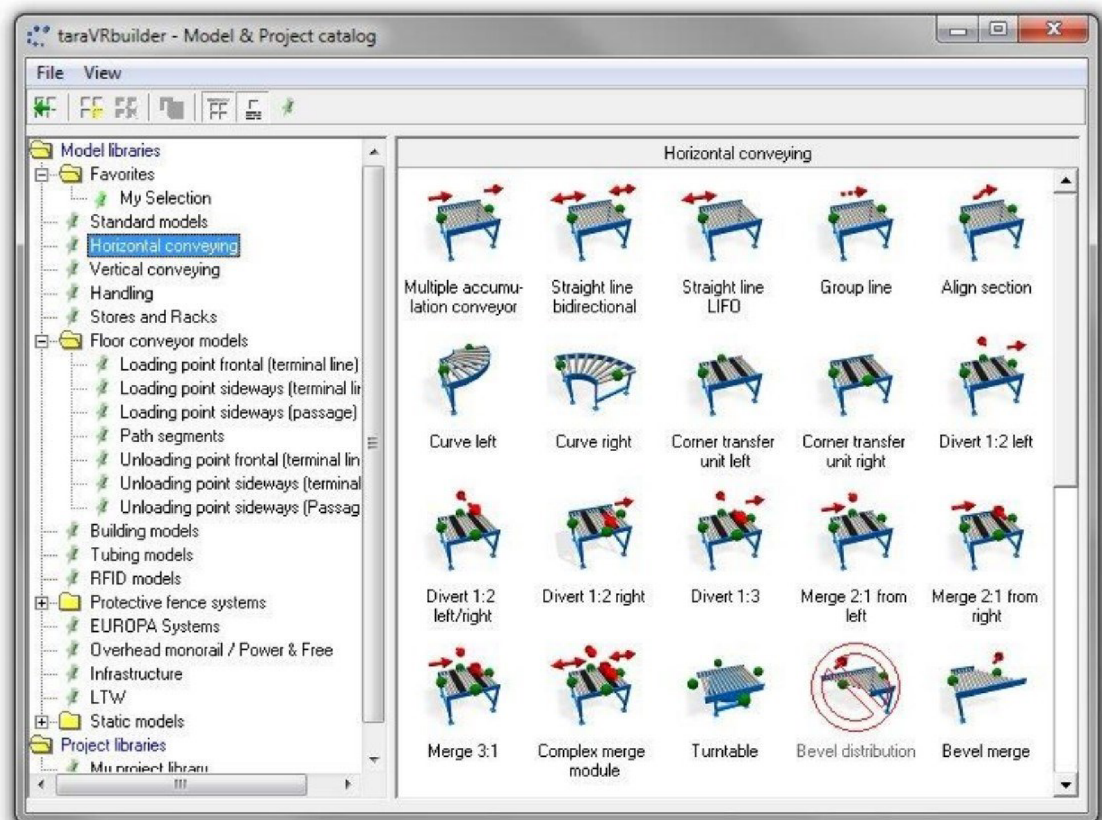 taraVRbuilder - Model & Project catalog
File View
Model libraries
Favorites
My Selection
Standard models
Horizontal conveying
Vertical conveying
Handling
Stores and Racks
Floor conveyor models
Loading point frontal (terminal line)
Loading point sideways (terminal lin
Loading point sideways (passage)
Path segments
Unloading point frontal (terminal lin
Unloading point sideways (terminal
Unloading point sideways (Passag
Building models
Tubing models
RFID models
Protective fence systems
EUROPA Systems
Overhead monorail / Power & Free
Infrastructure
LTW
Static models
Project libraries
My project library
Horizontal conveying
Multiple accumu-
lation conveyor
Straight line
bidirectional
Straight line
LIFO
Group line
Align section
Curve left
Curve right
Corner transfer
unit left
Corner transfer
unit right
Divert 1:2 left
Divert 1:2
left/right
Divert 1:2 right
Divert 1:3
Merge 2:1 from
left
Merge 2:1 from
right
Merge 3:1
Complex merge
module
Turntable
Bevel distribution
Bevel merge